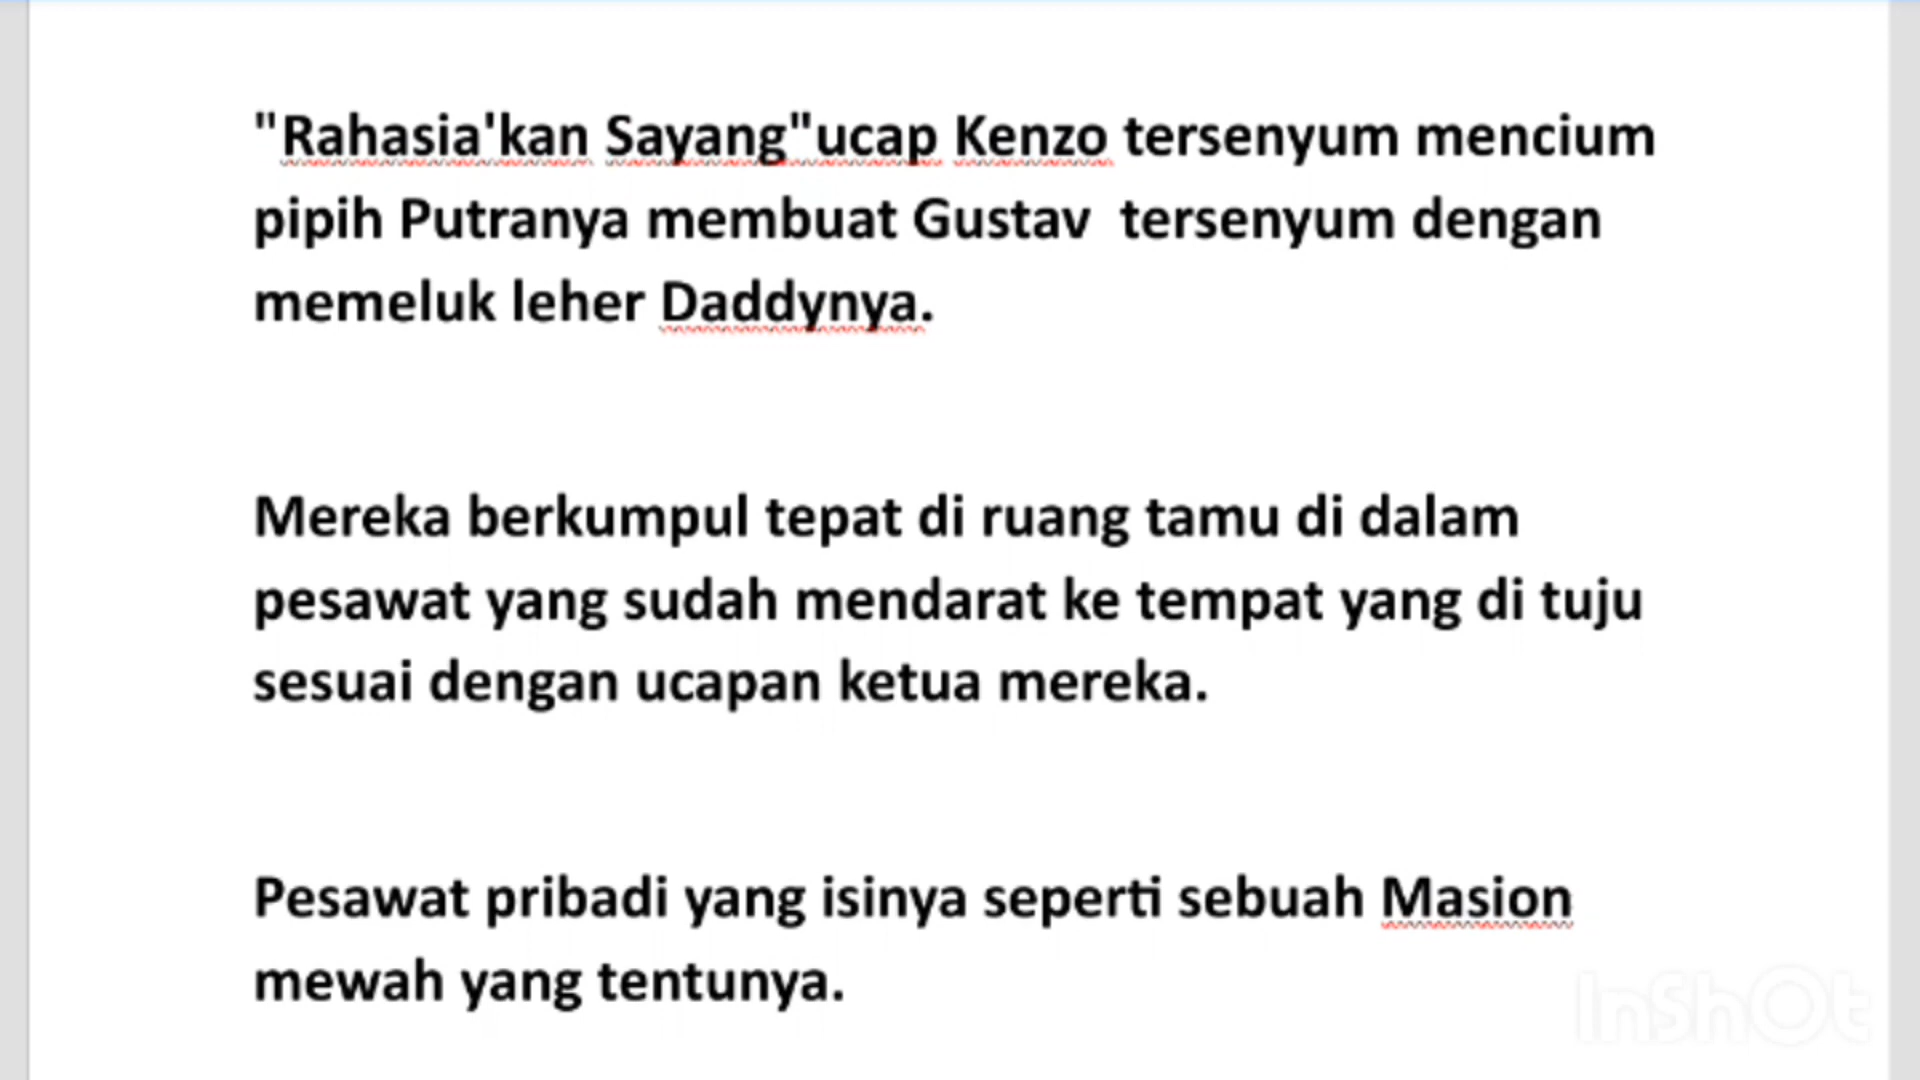 "Rahasia'kan Sayang"ucap Kenzo tersenyum mencium
pipih Putranya membuat Gustav  tersenyum dengan
memeluk leher Daddynya.
Mereka berkumpul tepat di ruang tamu di dalam
pesawat yang sudah mendarat ke tempat yang di tuju
sesuai dengan ucapan ketua mereka.
Pesawat pribadi yang isinya seperti sebuah Masion
mewah yang tentunya.
InShOt